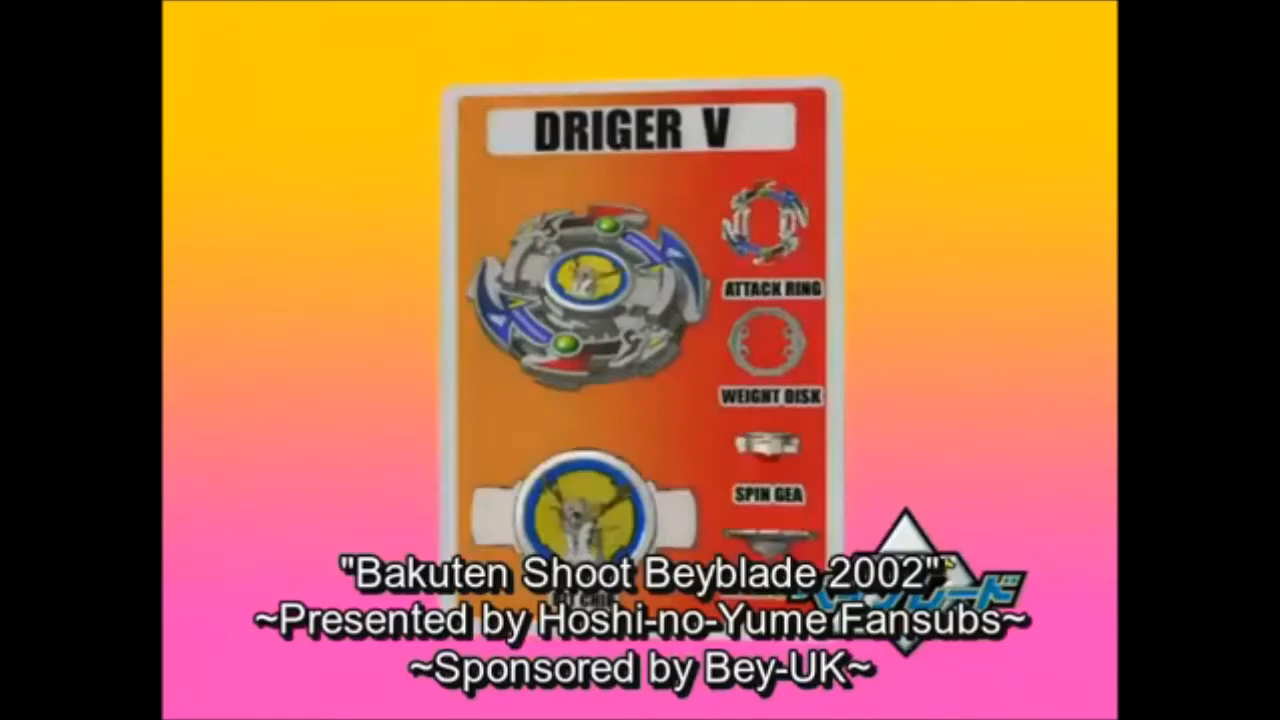 DRIGER V
ATTACK RING
WEIGHT DISK
SPIN GEA
"Bakuten Shoot Beyblade 2002"
~Presented by Hoshi-no-Yume Fansubs~
~Sponsored by Bey-UK~